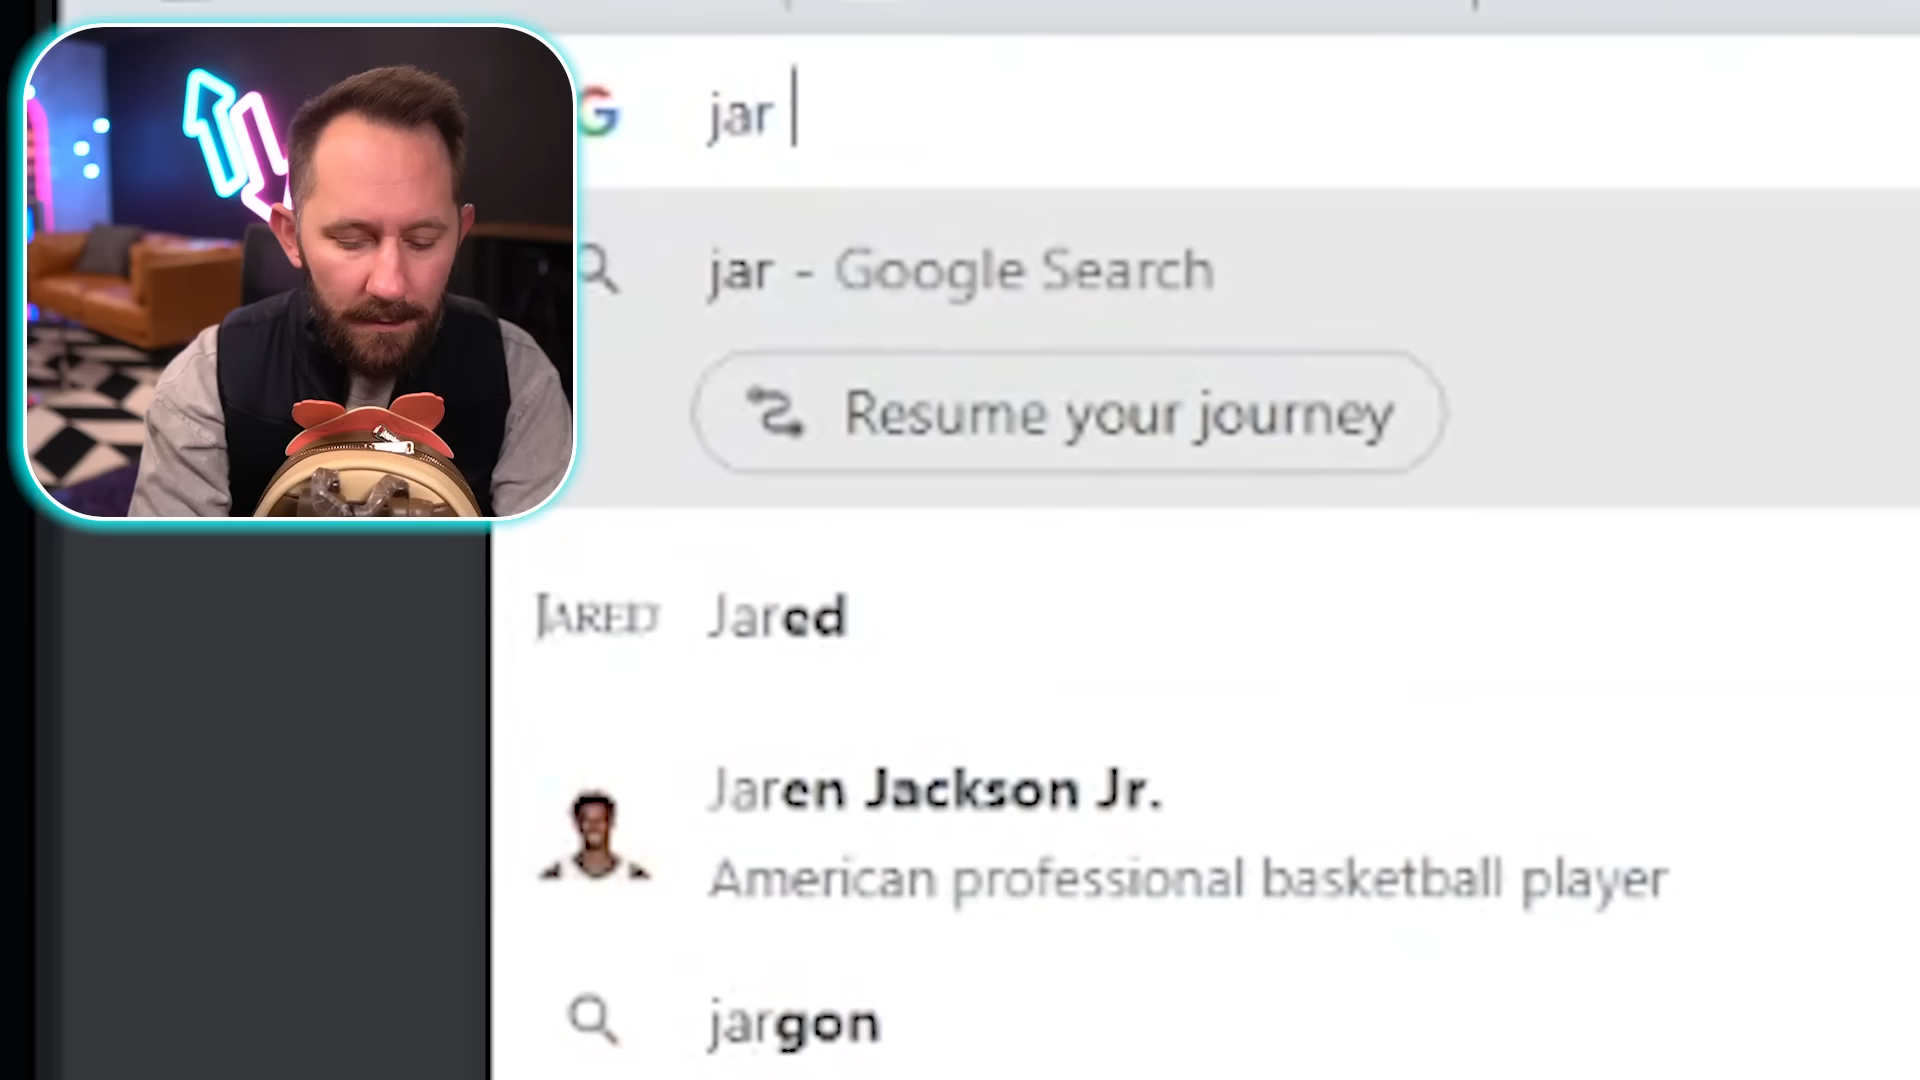 jar
jar - Google Search
Resume your journey
JARED
Jared
Jaren Jackson Jr.
American professional basketball player
jargon